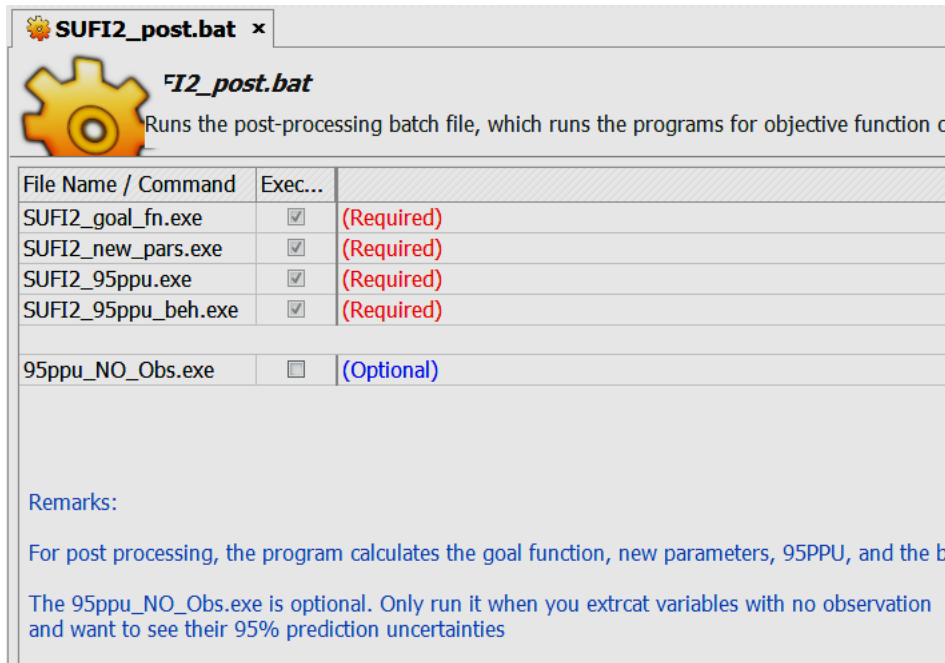 SUFI2_post.bat ×
FI2_post.bat
Runs the post-processing batch file, which runs the programs for objective function
File Name / Command Exec...
SUFI2_goal_fn.exe (Required)
SUFI2_new_pars.exe (Required)
SUFI2_95ppu.exe (Required)
SUFI2_95ppu_beh.exe (Required)
95ppu_NO_Obs.exe (Optional)
Remarks:
For post processing, the program calculates the goal function, new parameters, 95PPU, and the b
The 95ppu_NO_Obs.exe is optional. Only run it when you extrcat variables with no observation
and want to see their 95% prediction uncertainties